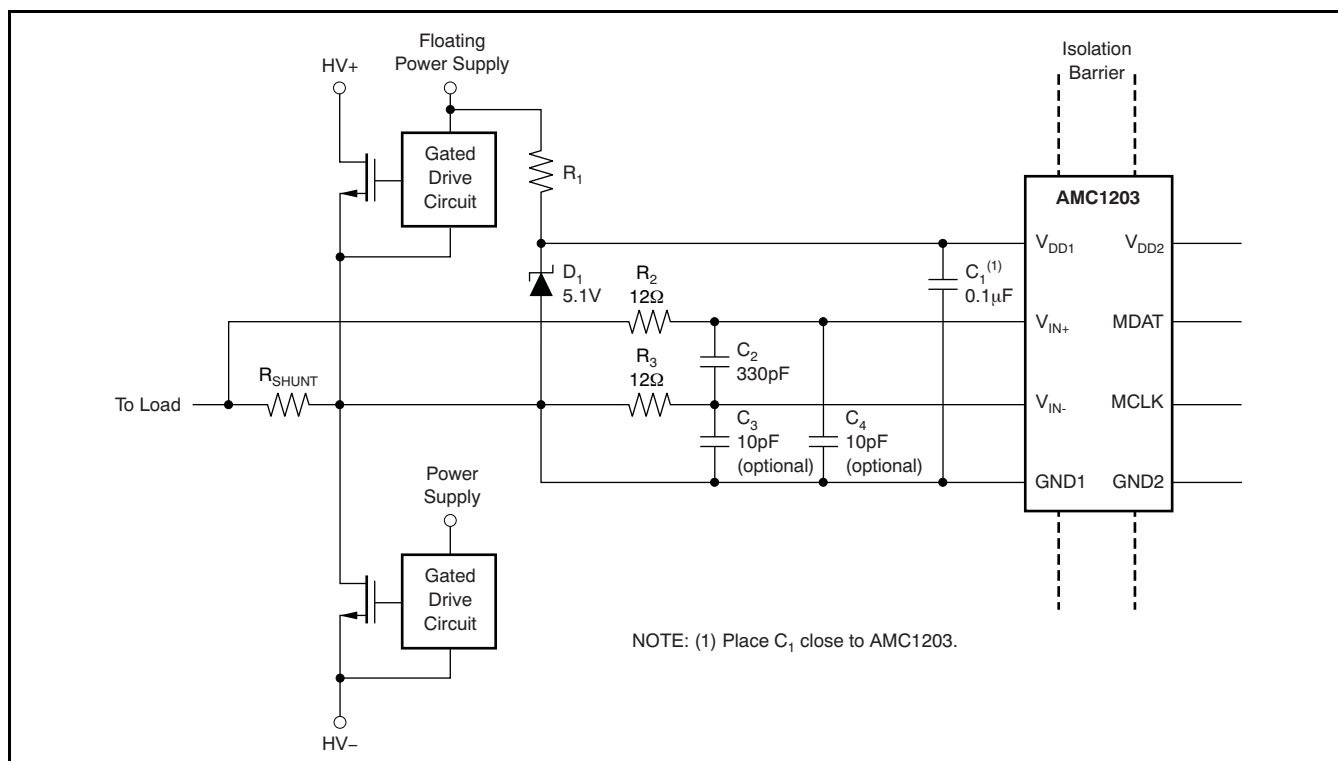 Floating
Power Supply
HV+
Isolation
Barrier
Gated
Drive
Circuit
R1
AMC1203
VDD1
VDD2
D1
5.1V
R2
12Ω
C1(1)
0.1μF
VIN+
MDAT
C2
330pF
R3
12Ω
RSHUNT
To Load
VIN-
MCLK
C3
10pF
(optional)
C4
10pF
(optional)
GND1
GND2
Power
Supply
Gated
Drive
Circuit
NOTE: (1) Place C1 close to AMC1203.
HV−